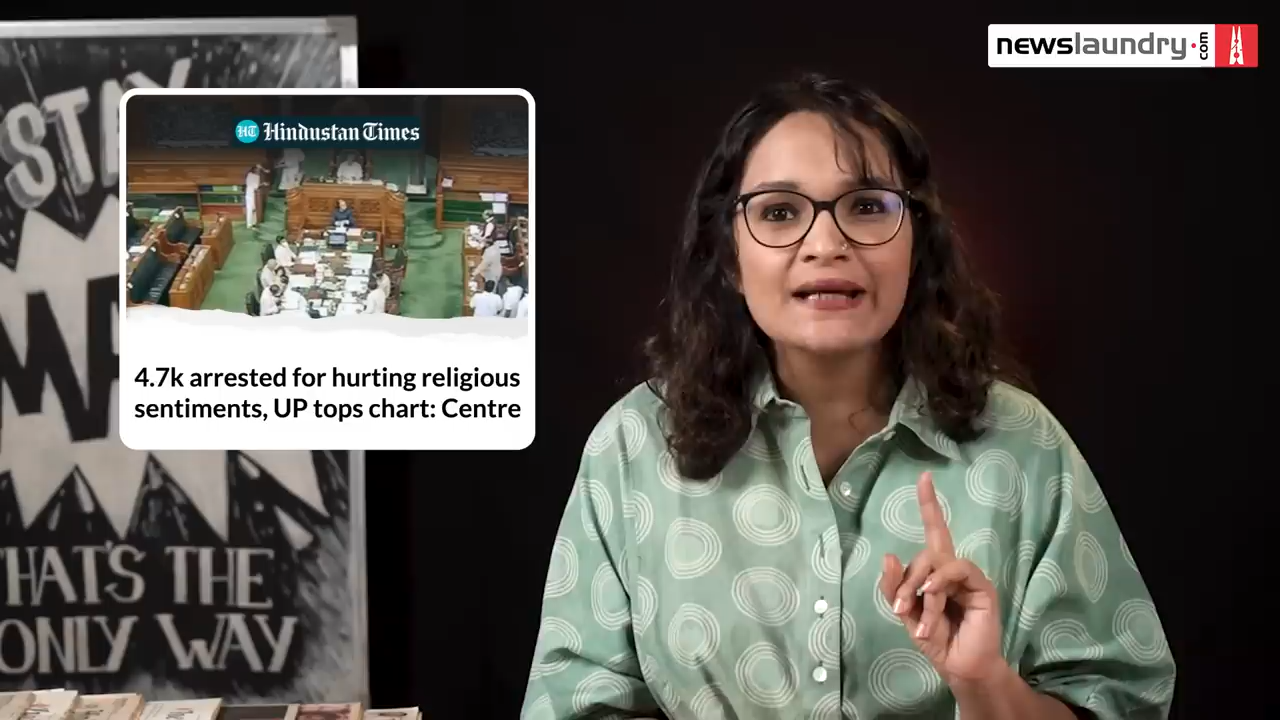 newslaundry.com
HT Hindustan Times
4.7k arrested for hurting religious
sentiments, UP tops chart: Centre
STAY
THAT'S THE
ONLY WAY